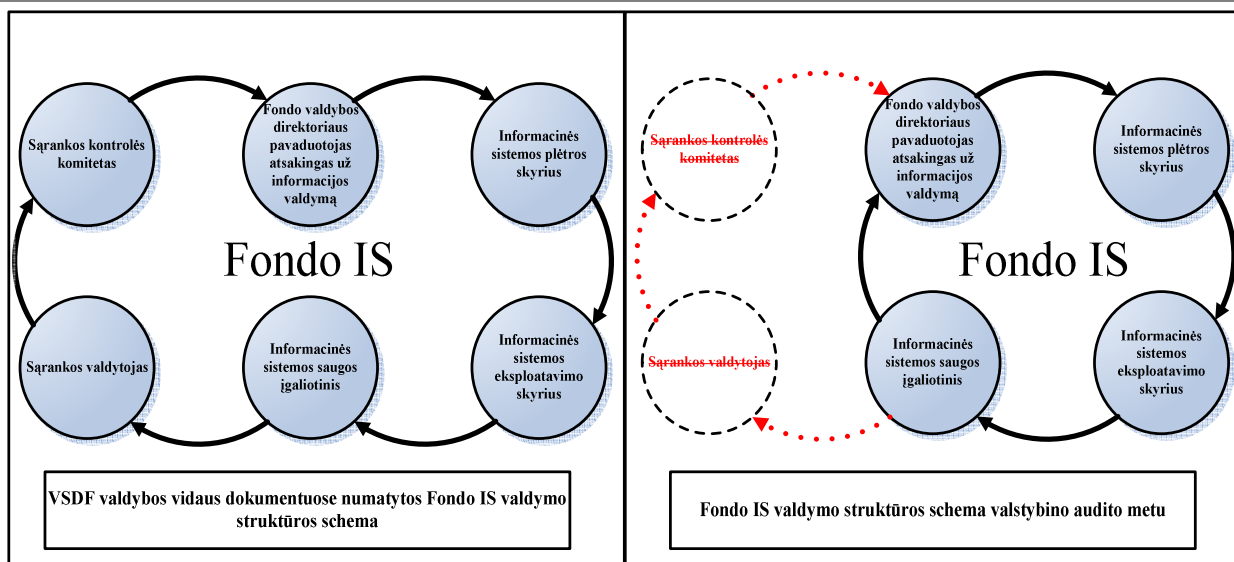 Sąrankos kontrolės
komitetas
Fondo valdybos
direktoriaus
pavaduotojas
atsakingas už
informacijos
valdymą
Informacinės
sistemos plėtros
skyrius
Fondo IS
Sąrankos valdytojas
Informacinės
sistemos saugos
įgaliotinis
Informacinės
sistemos
eksploatavimo
skyrius
VSDF valdybos vidaus dokumentuose numatytos Fondo IS valdymo
struktūros schema
Sąrankos kontrolės
komitetas
Fondo valdybos
direktoriaus
pavaduotojas
atsakingas už
informacijos
valdymą
Informacinės
sistemos plėtros
skyrius
Fondo IS
Sąrankos valdytojas
Informacinės
sistemos saugos
įgaliotinis
Informacinės
sistemos
eksploatavimo
skyrius
Fondo IS valdymo struktūros schema valstybino audito metu